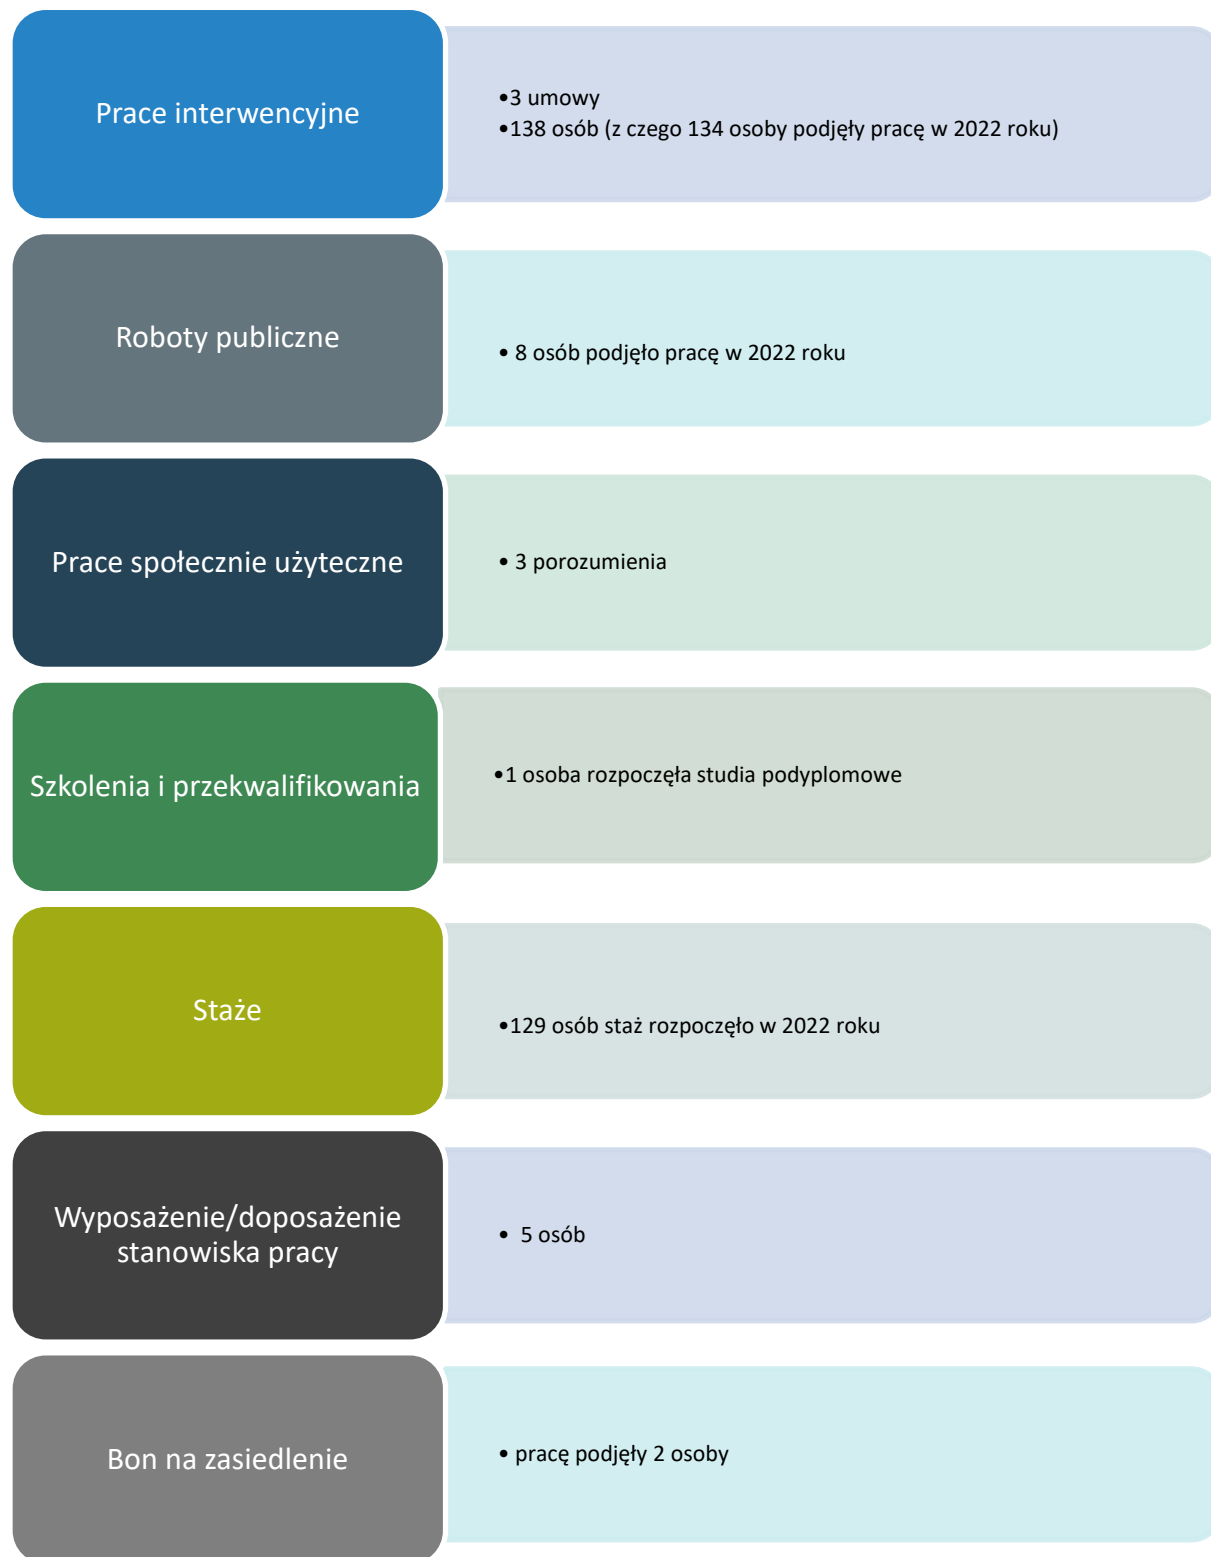 Prace interwencyjne
•3 umowy
•138 osób (z czego 134 osoby podjęły pracę w 2022 roku)
Roboty publiczne
• 8 osób podjęło pracę w 2022 roku
Prace społecznie użyteczne
• 3 porozumienia
Szkolenia i przekwalifikowania
•1 osoba rozpoczęła studia podyplomowe
Staże
•129 osób staż rozpoczęło w 2022 roku
Wyposażenie/doposażenie
stanowiska pracy
• 5 osób
Bon na zasiedlenie
• pracę podjęły 2 osoby